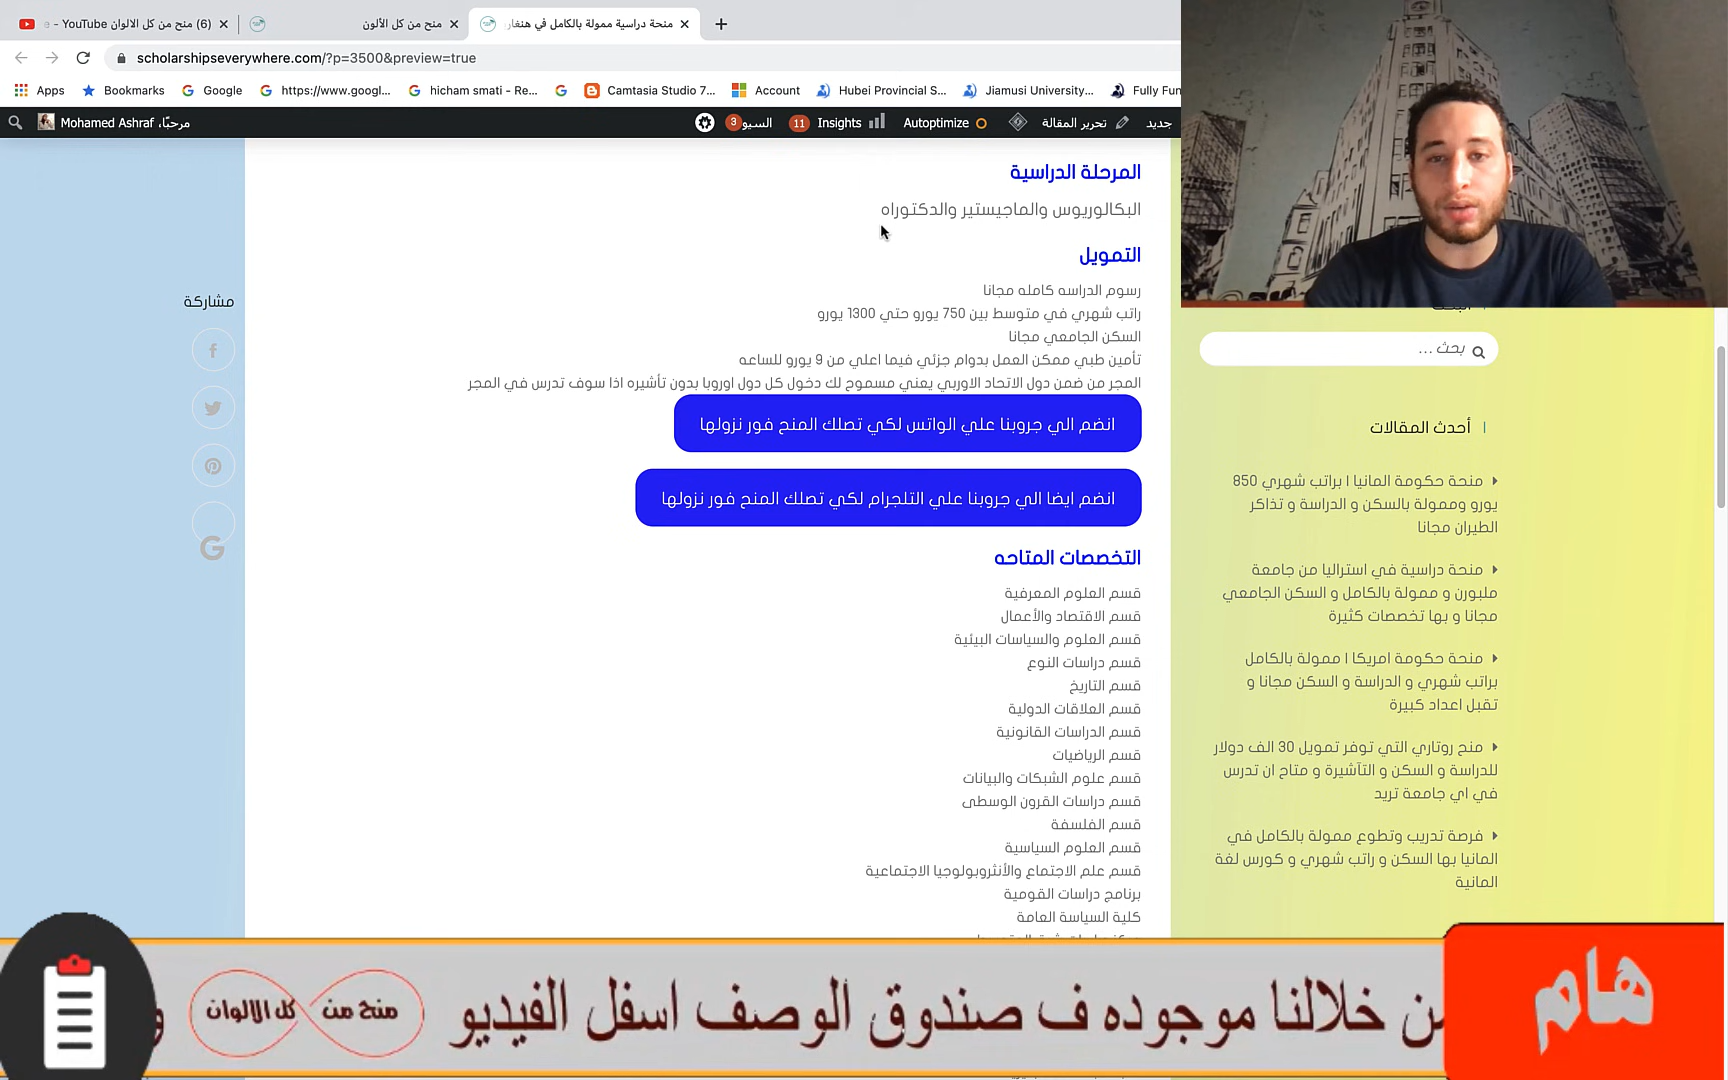 (6) منح من كل الالوان - YouTube
منح من كل الألون
منحة دراسية ممولة بالكامل في هنغار
scholarshipseverywhere.com/?p=3500&preview=true
Apps
Bookmarks
Google
https://www.googl...
hicham smati - Re...
Camtasia Studio 7...
Account
Hubei Provincial S...
Jiamusi University...
Fully Fun
مرحبًا، Mohamed Ashraf
السيو 3
11 Insights
Autoptimize
تحرير المقالة
جديد
المرحلة الدراسية
البكالوريوس والماجيستير والدكتوراه
التمويل
رسوم الدراسه كامله مجانا
راتب شهري في متوسط بين 750 يورو حتي 1300 يورو
السكن الجامعي مجانا
تأمين طبي ممكن العمل بدوام جزئي فيما اعلي من 9 يورو للساعه
المجر من ضمن دول الاتحاد الاوربي يعني مسموح لك دخول كل دول اوروبا بدون تأشيره اذا سوف تدرس في المجر
انضم الي جروبنا علي الواتس لكي تصلك المنح فور نزولها
انضم ايضا الي جروبنا علي التلجرام لكي تصلك المنح فور نزولها
التخصصات المتاحه
قسم العلوم المعرفية
قسم الاقتصاد والأعمال
قسم العلوم والسياسات البيئية
قسم دراسات النوع
قسم التاريخ
قسم العلاقات الدولية
قسم الدراسات القانونية
قسم الرياضيات
قسم علوم الشبكات والبيانات
قسم دراسات القرون الوسطى
قسم الفلسفة
قسم العلوم السياسية
قسم علم الاجتماع والأنثروبولوجيا الاجتماعية
برنامج دراسات القومية
كلية السياسة العامة
مشاركة
بحث …
أحدث المقالات
منحة حكومة المانيا | براتب شهري 850
يورو وممولة بالسكن و الدراسة و تذاكر
الطيران مجانا
منحة دراسية في استراليا من جامعة
ملبورن و ممولة بالكامل و السكن الجامعي
مجانا و بها تخصصات كثيرة
منحة حكومة امريكا | ممولة بالكامل
براتب شهري و الدراسة و السكن مجانا و
تقبل اعداد كبيرة
منح روتاري التي توفر تمويل 30 الف دولار
للدراسة و السكن و التآشيرة و متاح ان تدرس
في اي جامعة تريد
فرصة تدريب وتطوع ممولة بالكامل في
المانيا بها السكن و راتب شهري و كورس لغة
المانية
هام
من خلالنا موجوده ف صندوق الوصف اسفل الفيديو
منح من كل الالوان
و